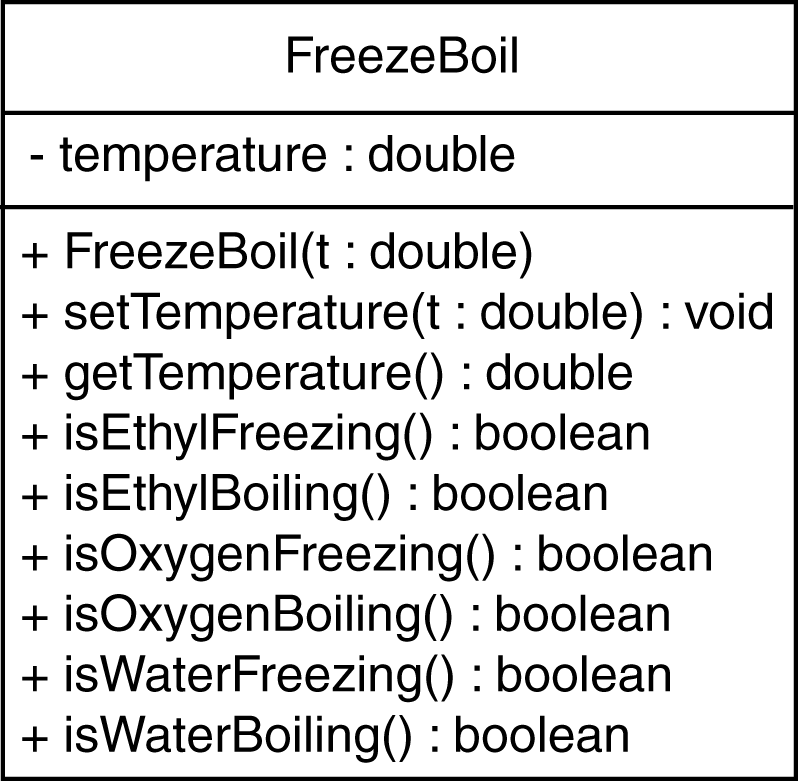 FreezeBoil
- temperature : double
+ FreezeBoil(t : double)
+ setTemperature(t : double) : void
+ getTemperature() : double
+ isEthylFreezing() : boolean
+ isEthylBoiling() : boolean
+ isOxygenFreezing() : boolean
+ isOxygenBoiling() : boolean
+ isWaterFreezing() : boolean
+ isWaterBoiling() : boolean